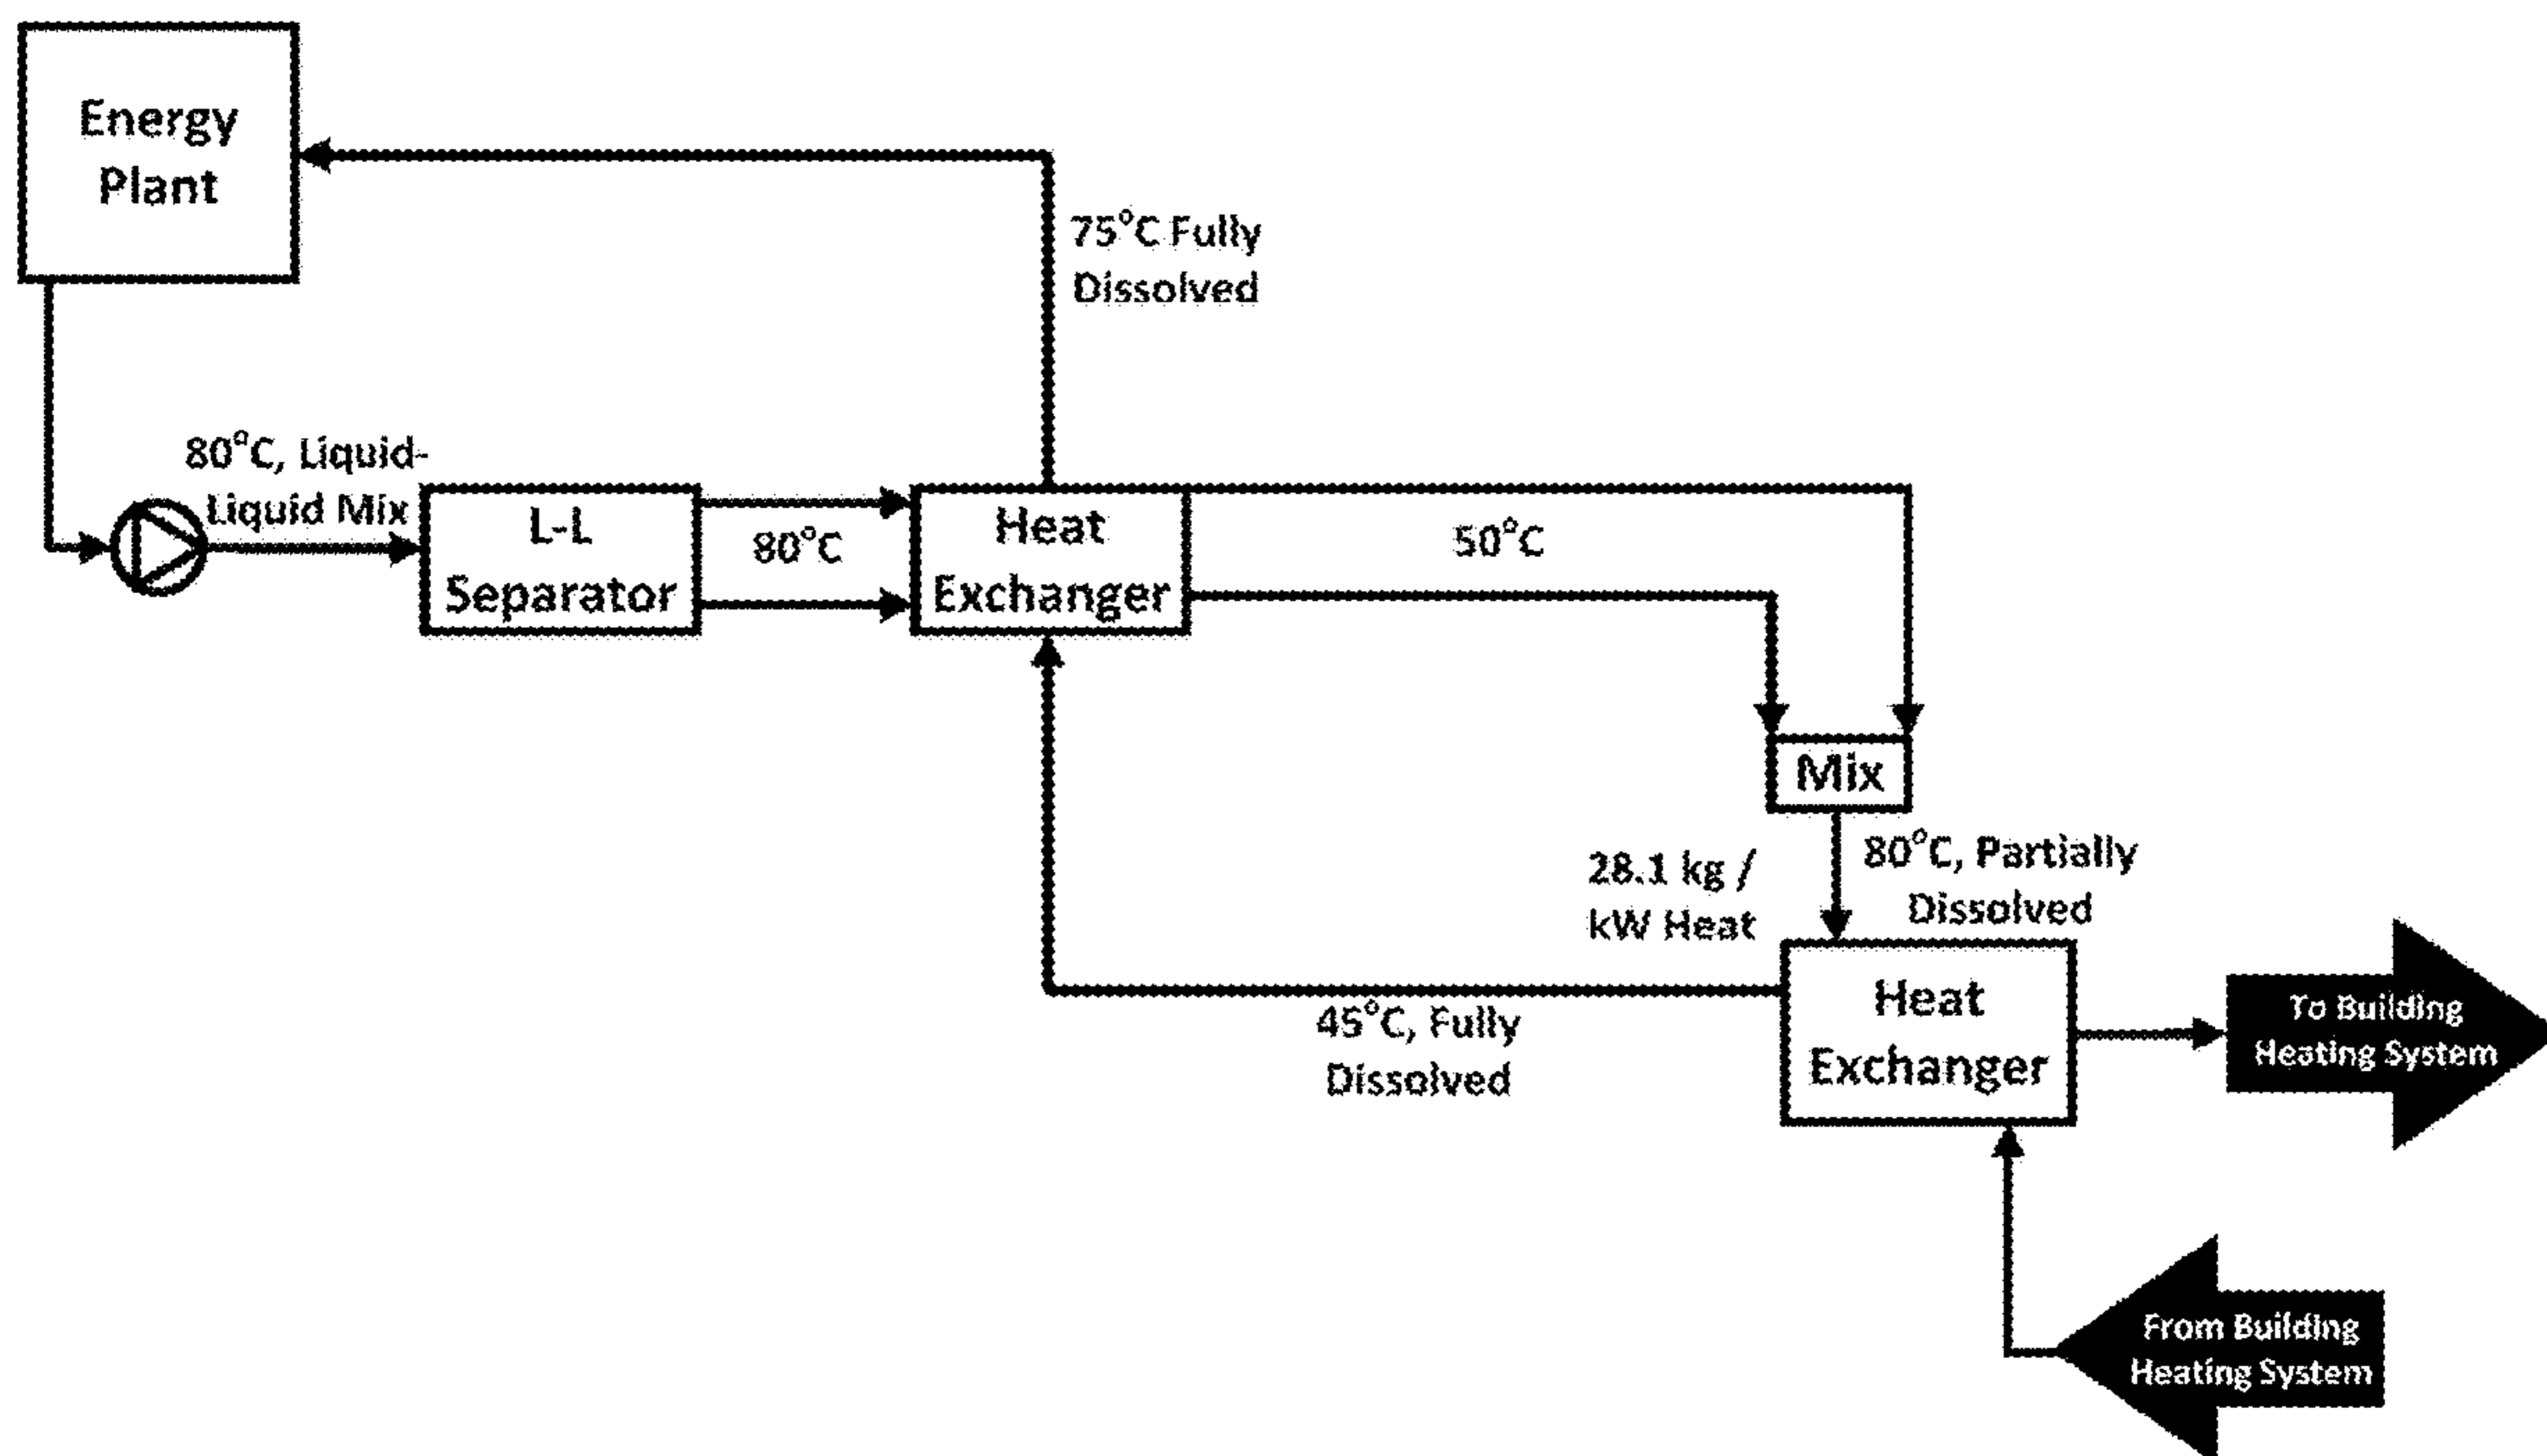 Energy
Plant
75°C Fully
Dissolved
80°C, Liquid-
Liquid Mix
L-L
Separator
80°C
Heat
Exchanger
50°C
Mix
28.1 kg /
kW Heat
80°C, Partially
Dissolved
45°C, Fully
Dissolved
Heat
Exchanger
To Building
Heating System
From Building
Heating System